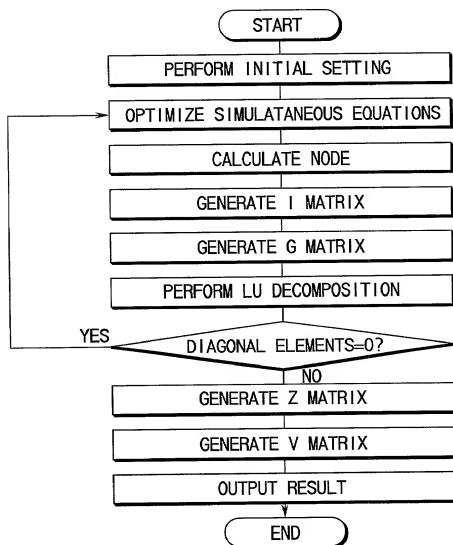 START
PERFORM INITIAL SETTING
OPTIMIZE SIMULATANEOUS EQUATIONS
CALCULATE NODE
GENERATE I MATRIX
GENERATE G MATRIX
PERFORM LU DECOMPOSITION
YES
DIAGONAL ELEMENTS=0?
NO
GENERATE Z MATRIX
GENERATE V MATRIX
OUTPUT RESULT
END